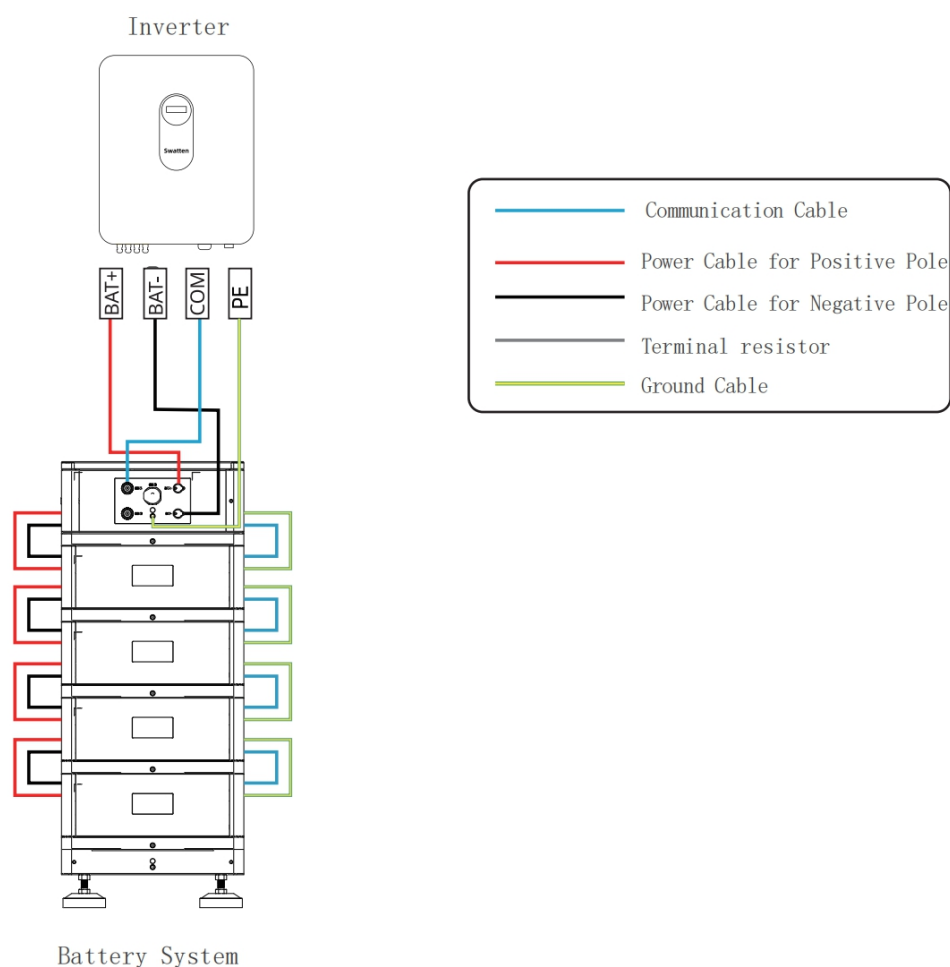 Inverter
Swatten
BAT+
BAT-
COM
PE
Communication Cable
Power Cable for Positive Pole
Power Cable for Negative Pole
Terminal resistor
Ground Cable
Battery System